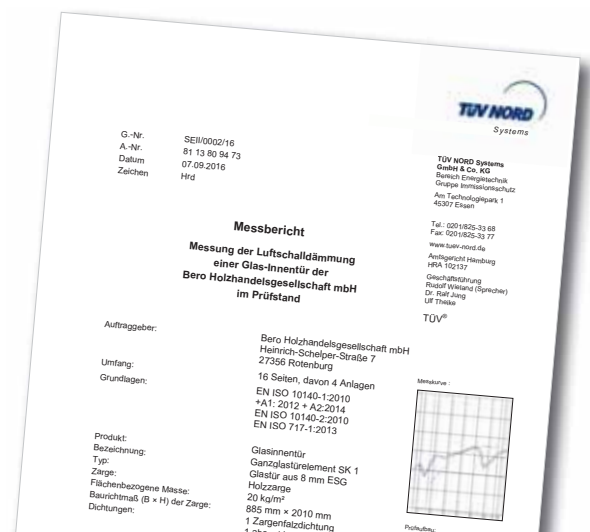 TÜV NORD
Systems
G.-Nr. SEII/0002/16
A.-Nr. 81 13 80 94 73
Datum 07.09.2016
Zeichen Hrd
TÜV NORD Systems
GmbH & Co. KG
Bereich Energietechnik
Gruppe Immissionsschutz
Am Technologiepark 1
45307 Essen
Tel.: 0201/825-33 68
Fax: 0201/825-33 77
www.tuev-nord.de
Amtsgericht Hamburg
HRA 102137
Geschäftsführung
Rudolf Wieland (Sprecher)
Dr. Ralf Jung
Ulf Theike
TÜV®
Messbericht
Messung der Luftschalldämmung
einer Glas-Innentür der
Bero Holzhandelsgesellschaft mbH
im Prüfstand
Auftraggeber: Bero Holzhandelsgesellschaft mbH
Heinrich-Schelper-Straße 7
27356 Rotenburg
Umfang: 16 Seiten, davon 4 Anlagen
Grundlagen: EN ISO 10140-1:2010
+A1: 2012 + A2:2014
EN ISO 10140-2:2010
EN ISO 717-1:2013
Messkurve :
Produkt: Glasinnentür
Bezeichnung: Ganzglastürelement SK 1
Typ: Glastür aus 8 mm ESG
Zarge: Holzzarge
Flächenbezogene Masse: 20 kg/m²
Baurichtmaß (B × H) der Zarge: 885 mm × 2010 mm
Dichtungen: 1 Zargenfalzdichtung
Prüfaufbau: